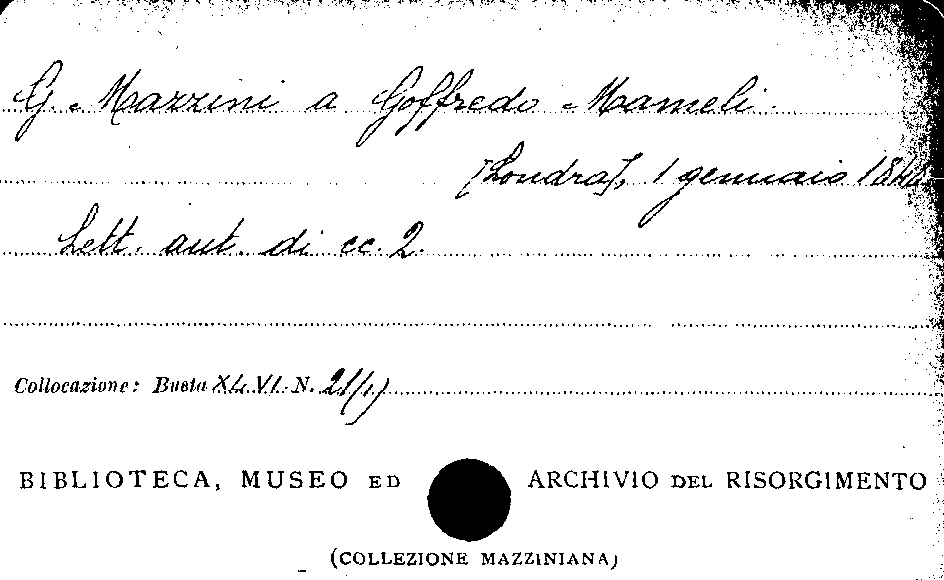 G. Mazzini a Goffredo Mameli.
[Londra], 1 gennaio
Lett. aut. di cc. 2.
Collocazione: Busta XLVI. N. 21/1)
BIBLIOTECA, MUSEO ED ARCHIVIO DEL RISORGIMENTO
(COLLEZIONE MAZZINIANA)